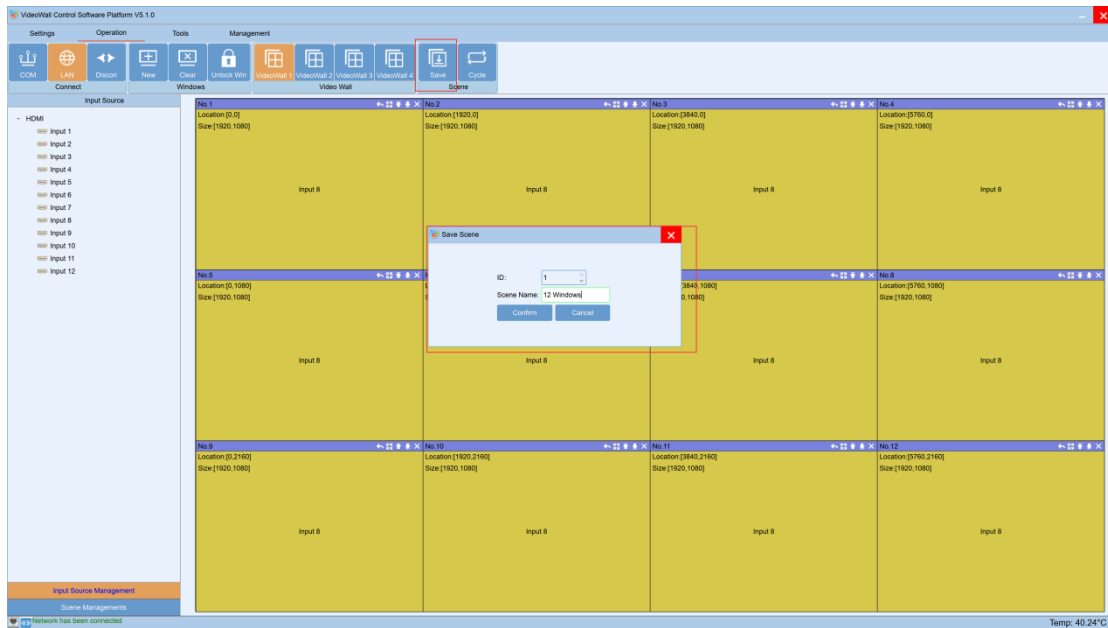 VideoWall Control Software Platform V5.1.0
Settings Operation Tools Management
COM LAN Discon New Clear Unlock Win VideoWall 1 VideoWall 2 VideoWall 3 VideoWall 4 Save Cycle
Connect Windows Video Wall Scene
Input Source
HDMI
Input 1
Input 2
Input 3
Input 4
Input 5
Input 6
Input 7
Input 8
Input 9
Input 10
Input 11
Input 12
No.1 No.2 No.3 No.4
Location:[0,0] Location:[1920,0] Location:[3840,0] Location:[5760,0]
Size:[1920,1080] Size:[1920,1080] Size:[1920,1080] Size:[1920,1080]
Input 8 Input 8 Input 8 Input 8
Save Scene
ID: 1
Scene Name: 12 Windows
Confirm Cancel
No.5 No.8
Location:[0,1080] 3840,1080] Location:[5760,1080]
Size:[1920,1080] 0,1080] Size:[1920,1080]
Input 8 Input 8 Input 8 Input 8
No.9 No.10 No.11 No.12
Location:[0,2160] Location:[1920,2160] Location:[3840,2160] Location:[5760,2160]
Size:[1920,1080] Size:[1920,1080] Size:[1920,1080] Size:[1920,1080]
Input 8 Input 8 Input 8 Input 8
Input Source Management
Scene Managements
Network has been connected Temp: 40.24°C